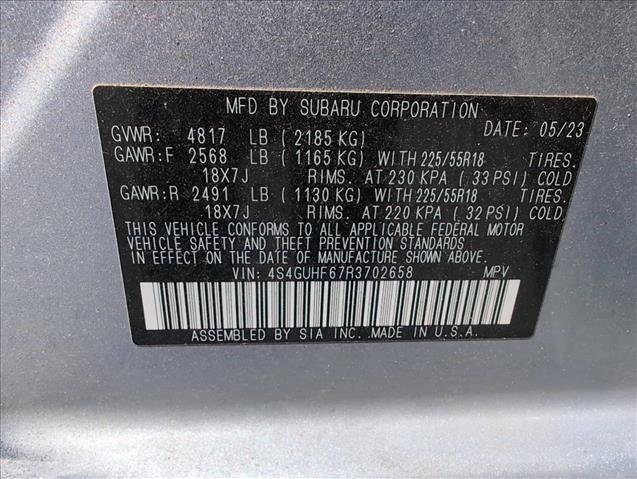 MFD BY SUBARU CORPORATION
GVWR: 4817 LB ( 2185 KG) DATE: 05/23
GAWR:F 2568 LB ( 1165 KG) WITH 225/55R18 TIRES.
18X7J RIMS. AT 230 KPA ( 33 PSI) COLD
GAWR:R 2491 LB ( 1130 KG) WITH 225/55R18 TIRES.
18X7J RIMS. AT 220 KPA ( 32 PSI) COLD
THIS VEHICLE CONFORMS TO ALL APPLICABLE FEDERAL MOTOR
VEHICLE SAFETY AND THEFT PREVENTION STANDARDS
IN EFFECT ON THE DATE OF MANUFACTURE SHOWN ABOVE.
VIN: 4S4GUHF67R3702658 MPV
ASSEMBLED BY SIA INC. MADE IN U.S.A.